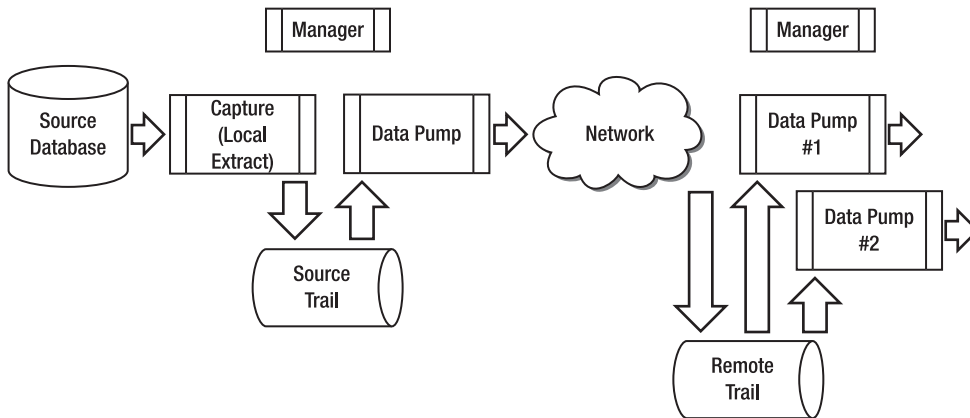 Manager
Manager
Source
Database
Capture
(Local
Extract)
Data Pump
Network
Data Pump
#1
Data Pump
#2
Source
Trail
Remote
Trail